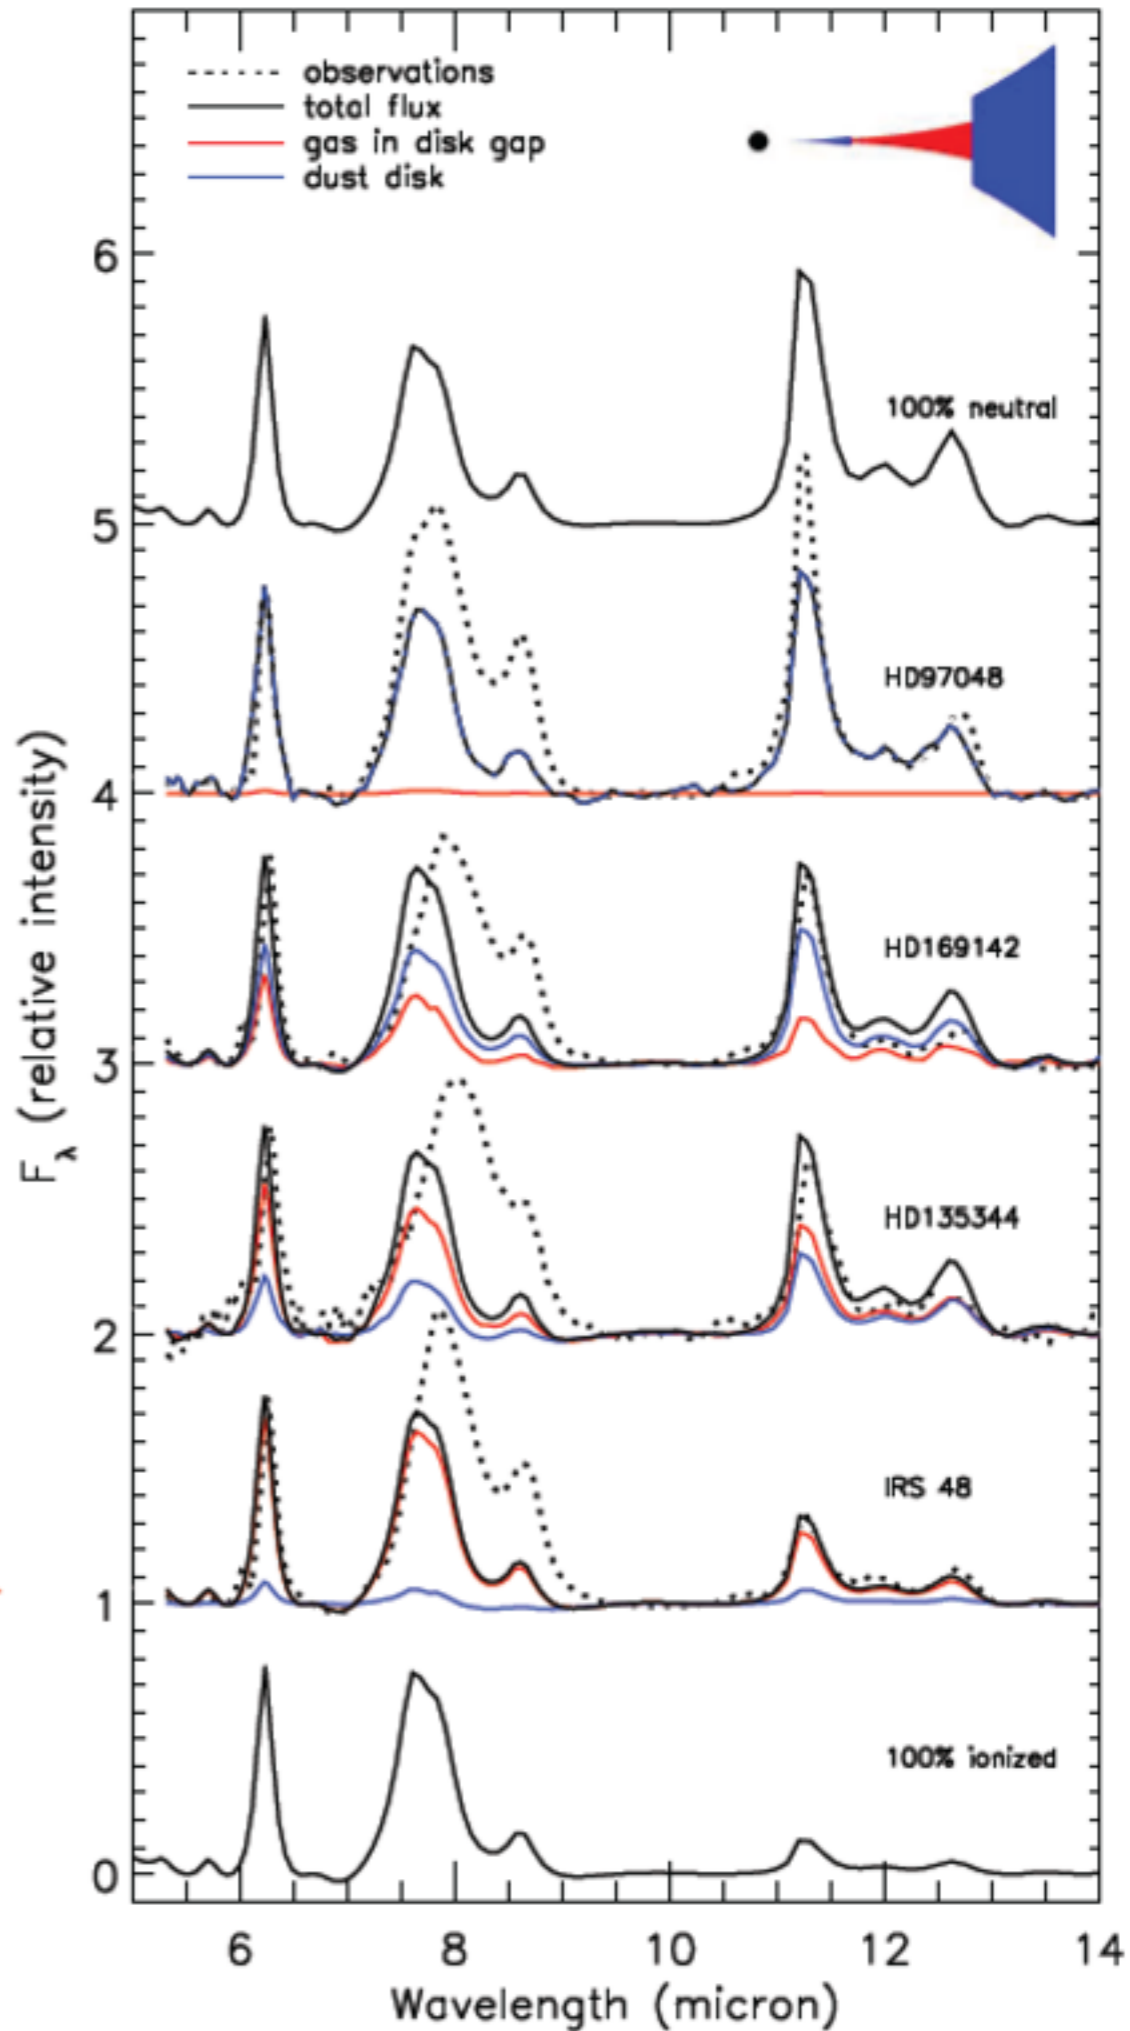 observations
total flux
gas in disk gap
dust disk
6
100% neutral
5
HD97048
4
HD169142
3
HD135344
2
IRS 48
1
100% ionized
0
6 8 10 12 14
Wavelength (micron)
Fλ (relative intensity)